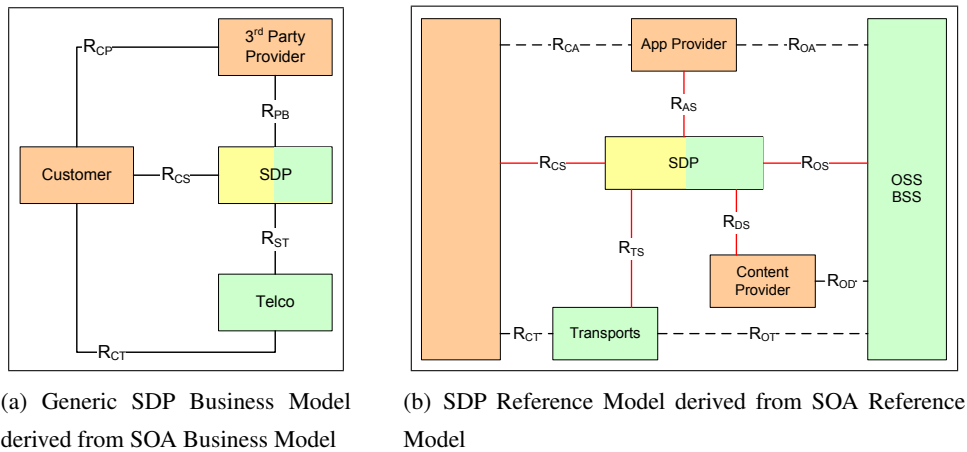 3rd Party
Provider
R_CP
R_PB
Customer
R_CS
SDP
R_ST
Telco
R_CT
(a) Generic SDP Business Model
derived from SOA Business Model
R_CA
App Provider
R_OA
R_AS
R_CS
SDP
R_OS
OSS
BSS
R_DS
R_TS
Content
Provider
R_OD
R_CT
Transports
R_OT
(b) SDP Reference Model derived from SOA Reference
Model